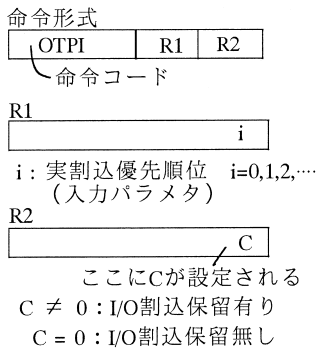 命令形式
OTPI R1 R2
命令コード
R1
i
i : 実割込優先順位 i=0,1,2,‥‥
(入力パラメタ)
R2
C
ここにCが設定される
C ≠ 0 : I/O割込保留有り
C = 0 : I/O割込保留無し